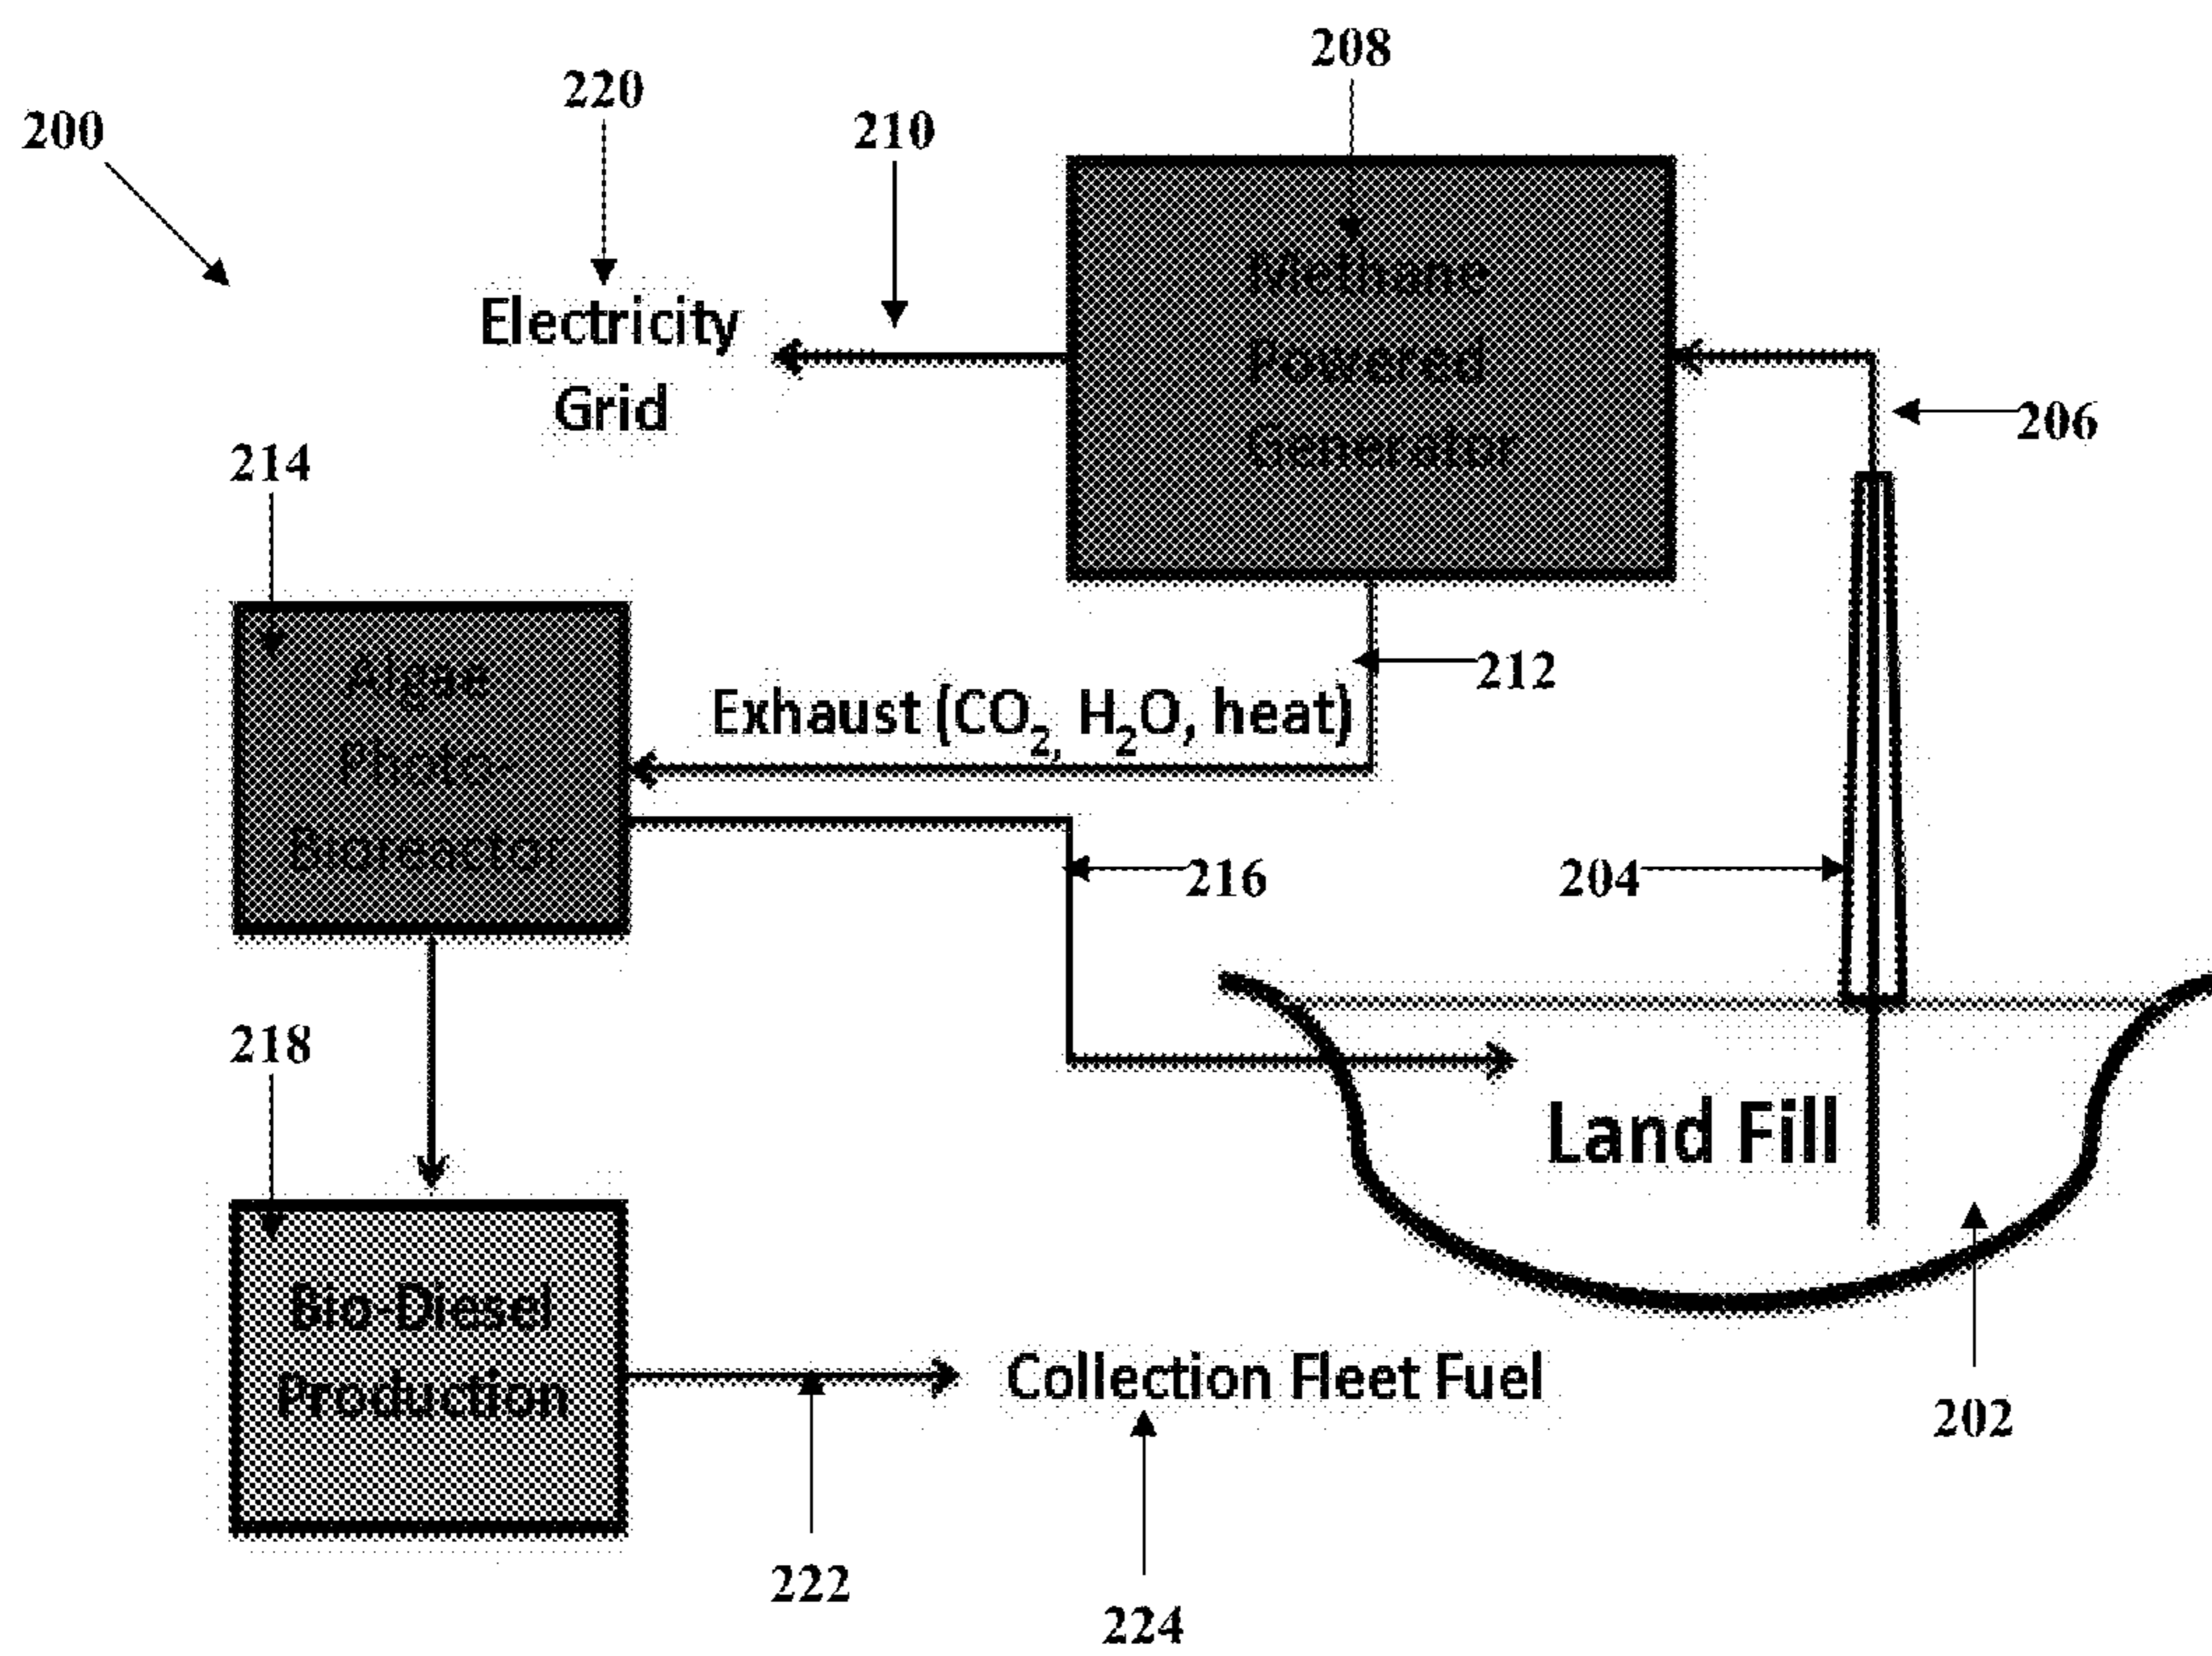 208
220
200
210
Electricity
Grid
Methane
Powered
Generator
206
214
Algae
Photo-
Bioreactor
212
Exhaust (CO₂, H₂O, heat)
216
204
218
Land Fill
Bio-Diesel
Production
Collection Fleet Fuel
202
222
224